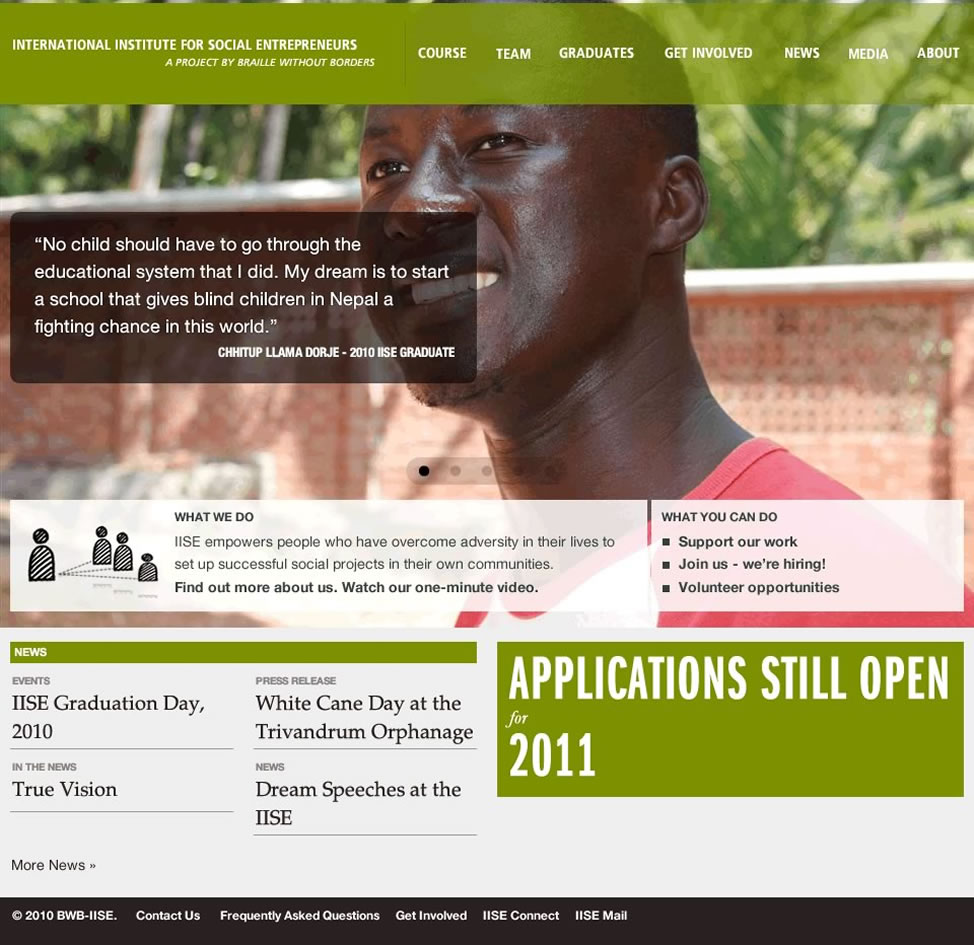 INTERNATIONAL INSTITUTE FOR SOCIAL ENTREPRENEURS
A PROJECT BY BRAILLE WITHOUT BORDERS
COURSE TEAM GRADUATES GET INVOLVED NEWS MEDIA ABOUT
“No child should have to go through the
educational system that I did. My dream is to start
a school that gives blind children in Nepal a
fighting chance in this world.”
CHHITUP LLAMA DORJE - 2010 IISE GRADUATE
WHAT WE DO
IISE empowers people who have overcome adversity in their lives to
set up successful social projects in their own communities.
Find out more about us. Watch our one-minute video.
WHAT YOU CAN DO
Support our work
Join us - we’re hiring!
Volunteer opportunities
NEWS
EVENTS
IISE Graduation Day,
2010
PRESS RELEASE
White Cane Day at the
Trivandrum Orphanage
IN THE NEWS
True Vision
NEWS
Dream Speeches at the
IISE
More News »
APPLICATIONS STILL OPEN
for
2011
© 2010 BWB-IISE. Contact Us Frequently Asked Questions Get Involved IISE Connect IISE Mail